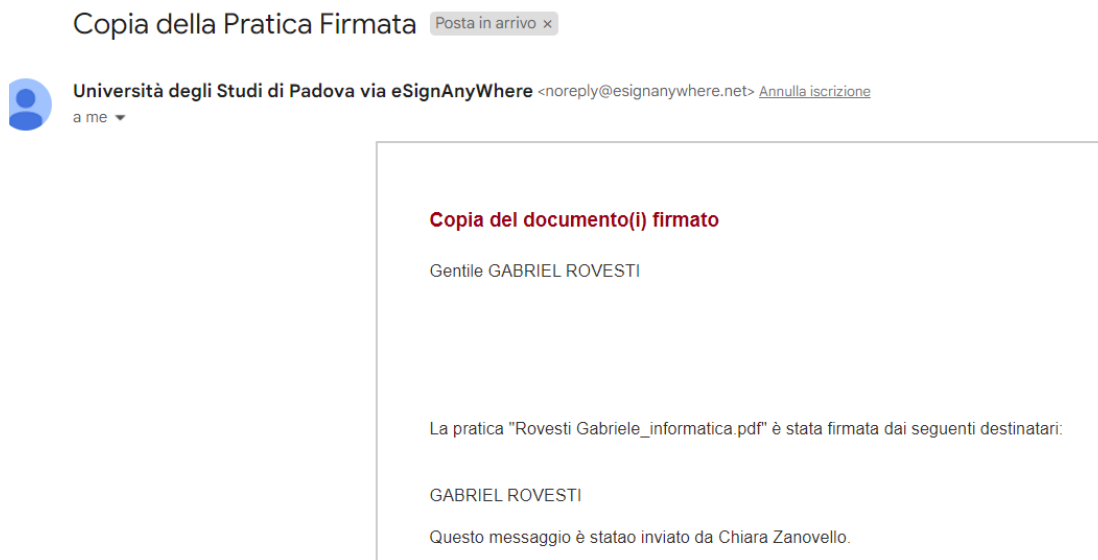 Copia della Pratica Firmata Posta in arrivo ×
Università degli Studi di Padova via eSignAnyWhere <noreply@esignanywhere.net> Annulla iscrizione
a me
Copia del documento(i) firmato
Gentile GABRIEL ROVESTI
La pratica "Rovesti Gabriele_informatica.pdf" è stata firmata dai seguenti destinatari:
GABRIEL ROVESTI
Questo messaggio è statao inviato da Chiara Zanovello.